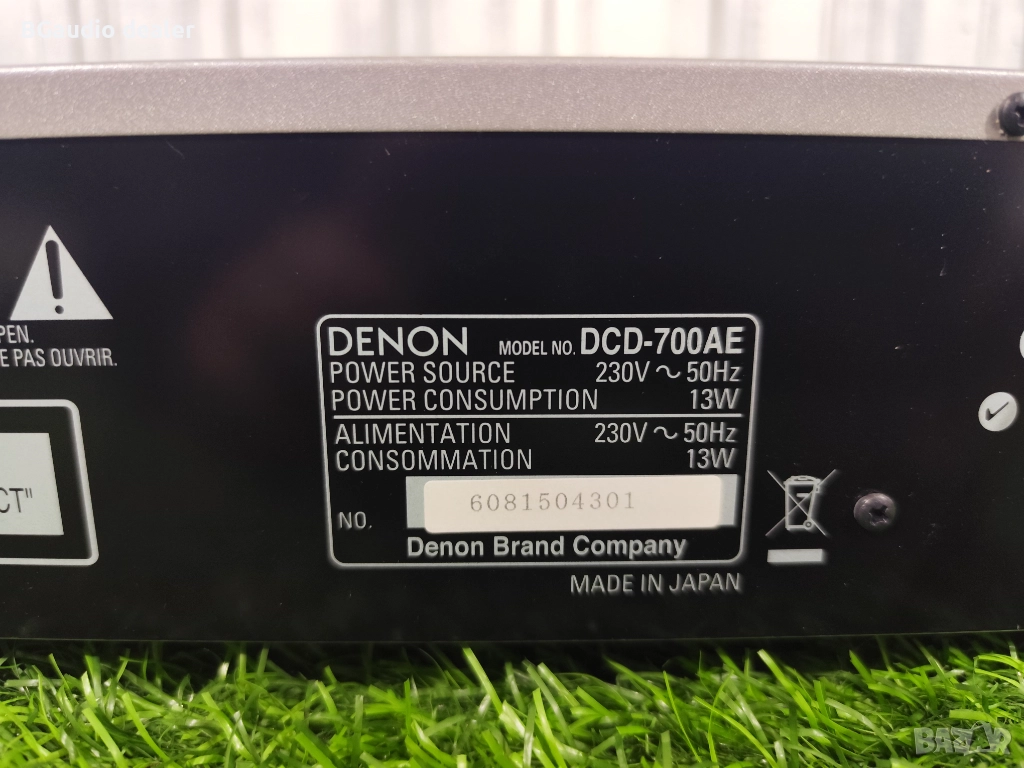 DENON MODEL NO. DCD-700AE
POWER SOURCE 230V ~ 50Hz
POWER CONSUMPTION 13W
ALIMENTATION 230V ~ 50Hz
CONSOMMATION 13W
NO. 6081504301
Denon Brand Company
MADE IN JAPAN
PEN.
E PAS OUVRIR.
CT"
BAZAR